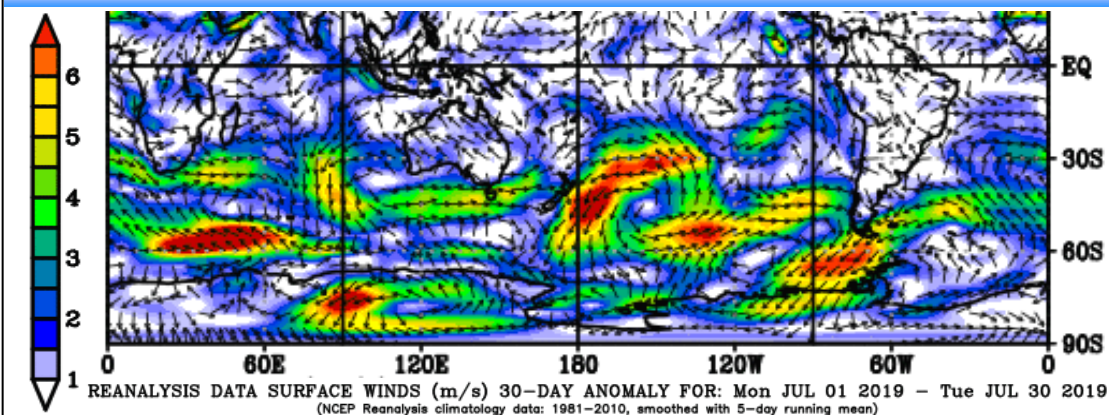 6
5
4
3
2
1
EQ
30S
60S
90S
0 60E 120E 180 120W 60W 0
REANALYSIS DATA SURFACE WINDS (m/s) 30-DAY ANOMALY FOR: Mon JUL 01 2019 - Tue JUL 30 2019
(NCEP Reanalysis climatology data: 1981-2010, smoothed with 5-day running mean)